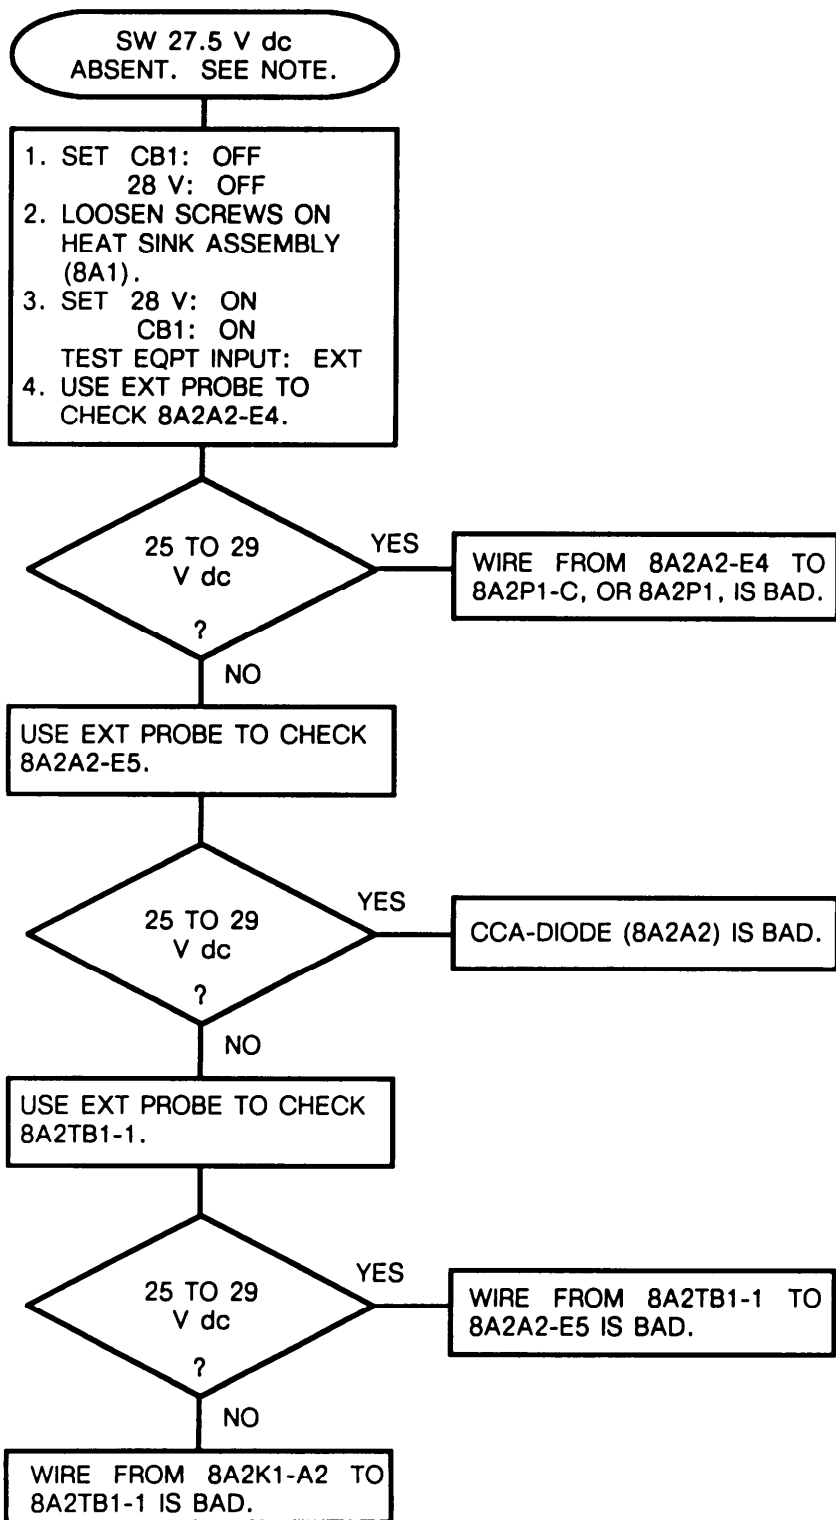 SW 27.5 V dc
ABSENT. SEE NOTE.
1. SET CB1: OFF
28 V: OFF
2. LOOSEN SCREWS ON
HEAT SINK ASSEMBLY
(8A1).
3. SET 28 V: ON
CB1: ON
TEST EQPT INPUT: EXT
4. USE EXT PROBE TO
CHECK 8A2A2-E4.
25 TO 29
V dc
?
YES
WIRE FROM 8A2A2-E4 TO
8A2P1-C, OR 8A2P1, IS BAD.
NO
USE EXT PROBE TO CHECK
8A2A2-E5.
25 TO 29
V dc
?
YES
CCA-DIODE (8A2A2) IS BAD.
NO
USE EXT PROBE TO CHECK
8A2TB1-1.
25 TO 29
V dc
?
YES
WIRE FROM 8A2TB1-1 TO
8A2A2-E5 IS BAD.
NO
WIRE FROM 8A2K1-A2 TO
8A2TB1-1 IS BAD.